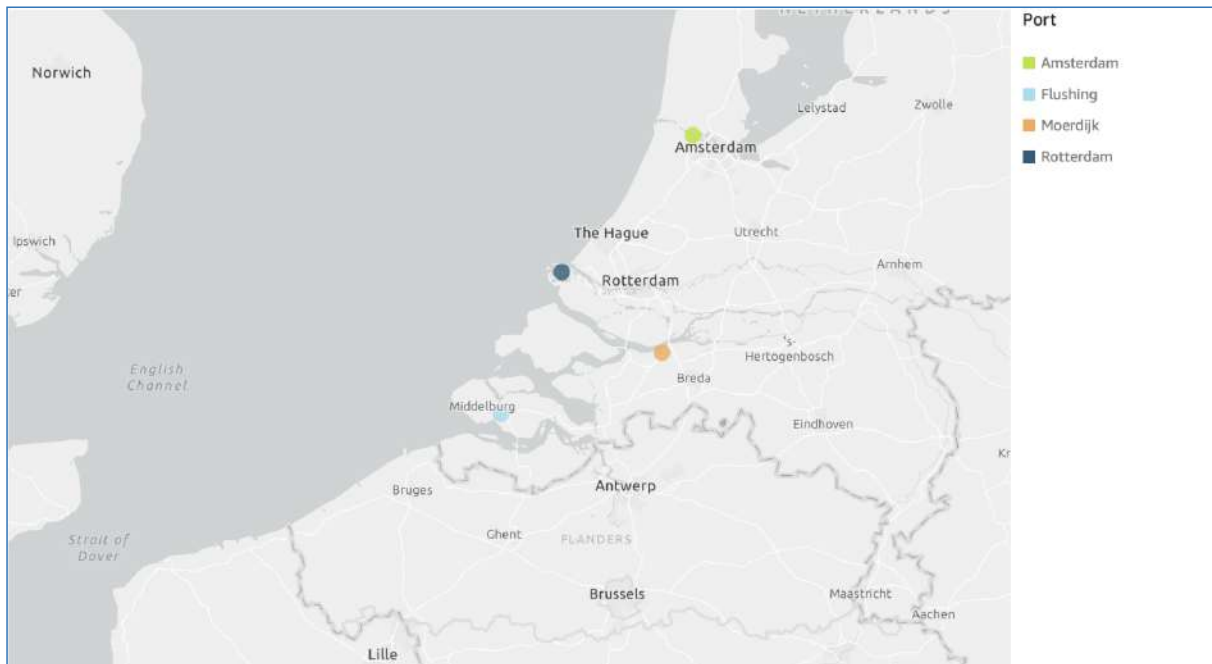 NETHERLANDS
Port
Norwich
Amsterdam
Flushing
Moerdijk
Rotterdam
Lelystad
Zwolle
Amsterdam
The Hague
Utrecht
Ipswich
Arnhem
Rotterdam
's-
Hertogenbosch
English
Channel
Breda
Middelburg
Eindhoven
Bruges
Antwerp
Ghent
FLANDERS
Strait of
Dover
Brussels
Maastricht
Aachen
Lille